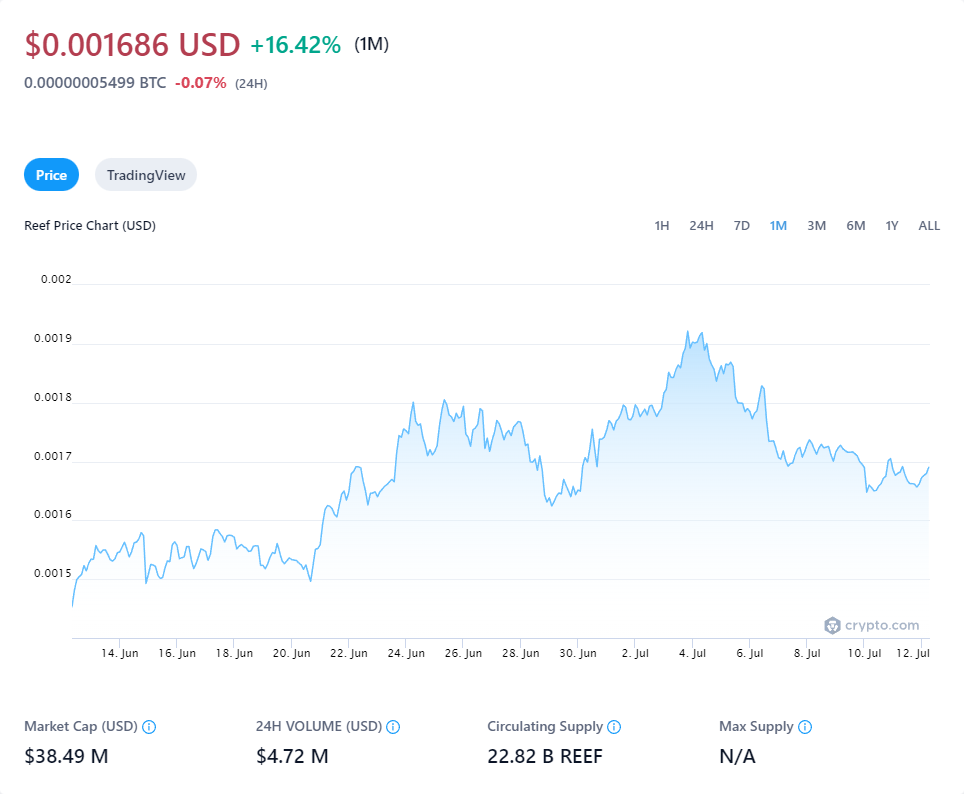 $0.001686 USD +16.42% (1M)
0.00000005499 BTC -0.07% (24H)
Price TradingView
Reef Price Chart (USD) 1H 24H 7D 1M 3M 6M 1Y ALL
0.002
0.0019
0.0018
0.0017
0.0016
0.0015
crypto.com
14. Jun 16. Jun 18. Jun 20. Jun 22. Jun 24. Jun 26. Jun 28. Jun 30. Jun 2. Jul 4. Jul 6. Jul 8. Jul 10. Jul 12. Jul
Market Cap (USD) 24H VOLUME (USD) Circulating Supply Max Supply
$38.49 M $4.72 M 22.82 B REEF N/A